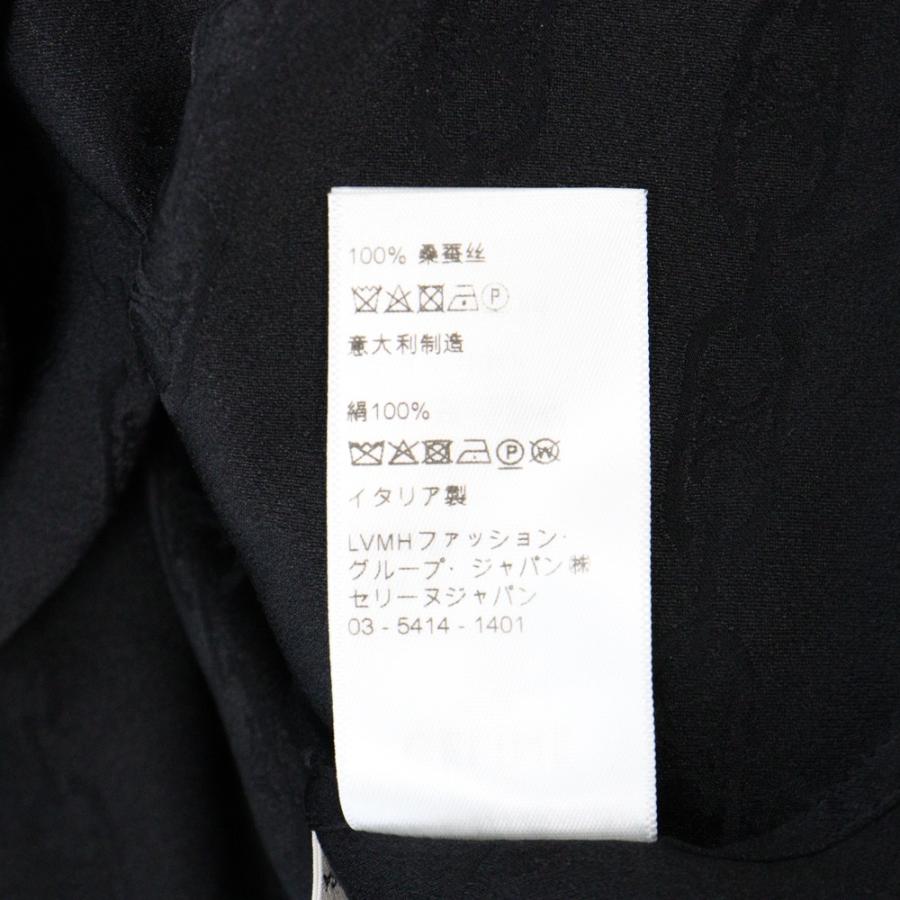 100% 桑蚕丝
P
意大利制造
絹100%
P W
イタリア製
LVMHファッション·
グループ· ジャパン㈱
セリーヌジャパン
03 - 5414 - 1401